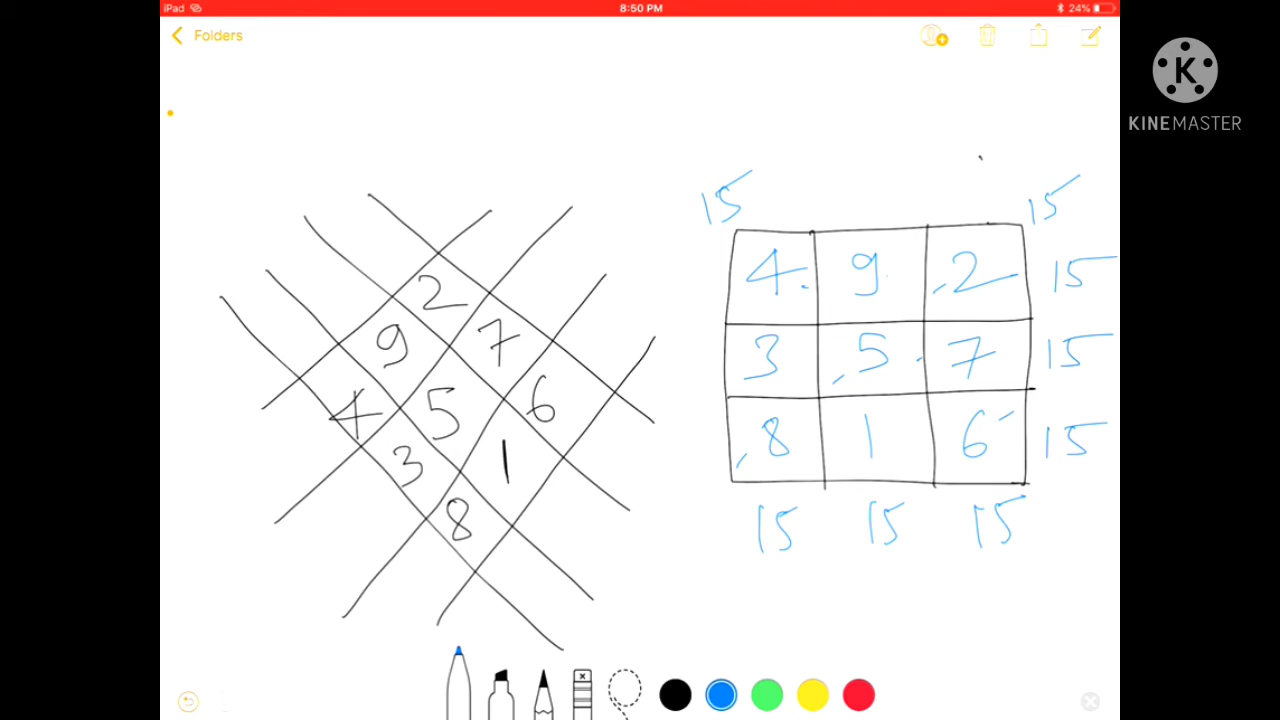 iPad 8:50 PM 24%
Folders
K
KINEMASTER
2
9 7
4 5 6
3 1
8
15 15
4 9 2 15
3 5 7 15
8 1 6 15
15 15 15